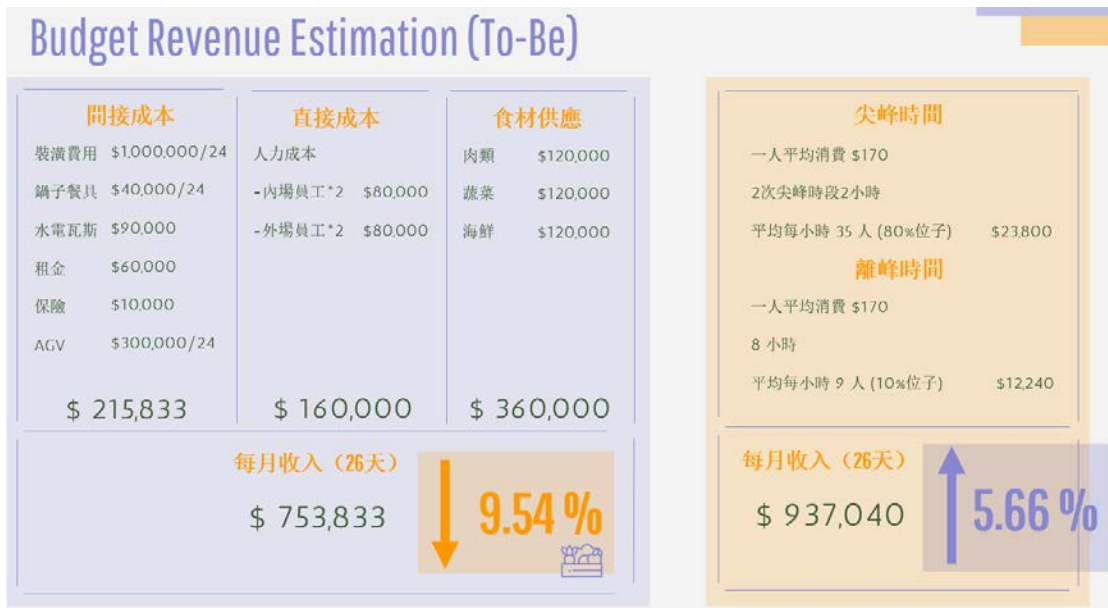 Budget Revenue Estimation (To-Be)
間接成本
裝潢費用 $1,000,000/24
鍋子餐具 $40,000/24
水電瓦斯 $90,000
租金 $60,000
保險 $10,000
AGV $300,000/24
$ 215,833
直接成本
人力成本
-內場員工*2 $80,000
-外場員工*2 $80,000
$ 160,000
食材供應
肉類 $120,000
蔬菜 $120,000
海鮮 $120,000
$ 360,000
每月收入（26天）
$ 753,833
9.54 %
尖峰時間
一人平均消費 $170
2次尖峰時段2小時
平均每小時 35 人 (80%位子) $23,800
離峰時間
一人平均消費 $170
8 小時
平均每小時 9 人 (10%位子) $12,240
每月收入（26天）
$ 937,040
5.66 %